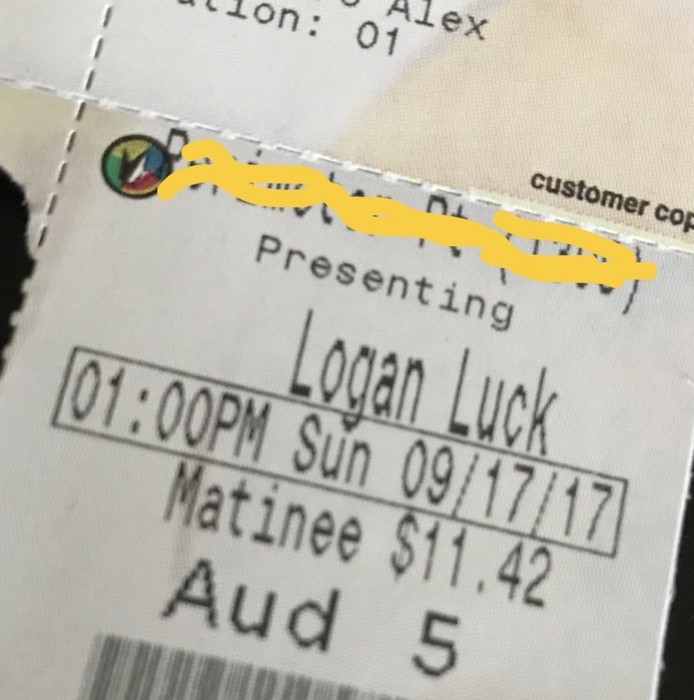 Alex
ation: 01
customer cop
Presenting
Logan Luck
01:00PM Sun 09/17/17
Matinee $11.42
Aud 5